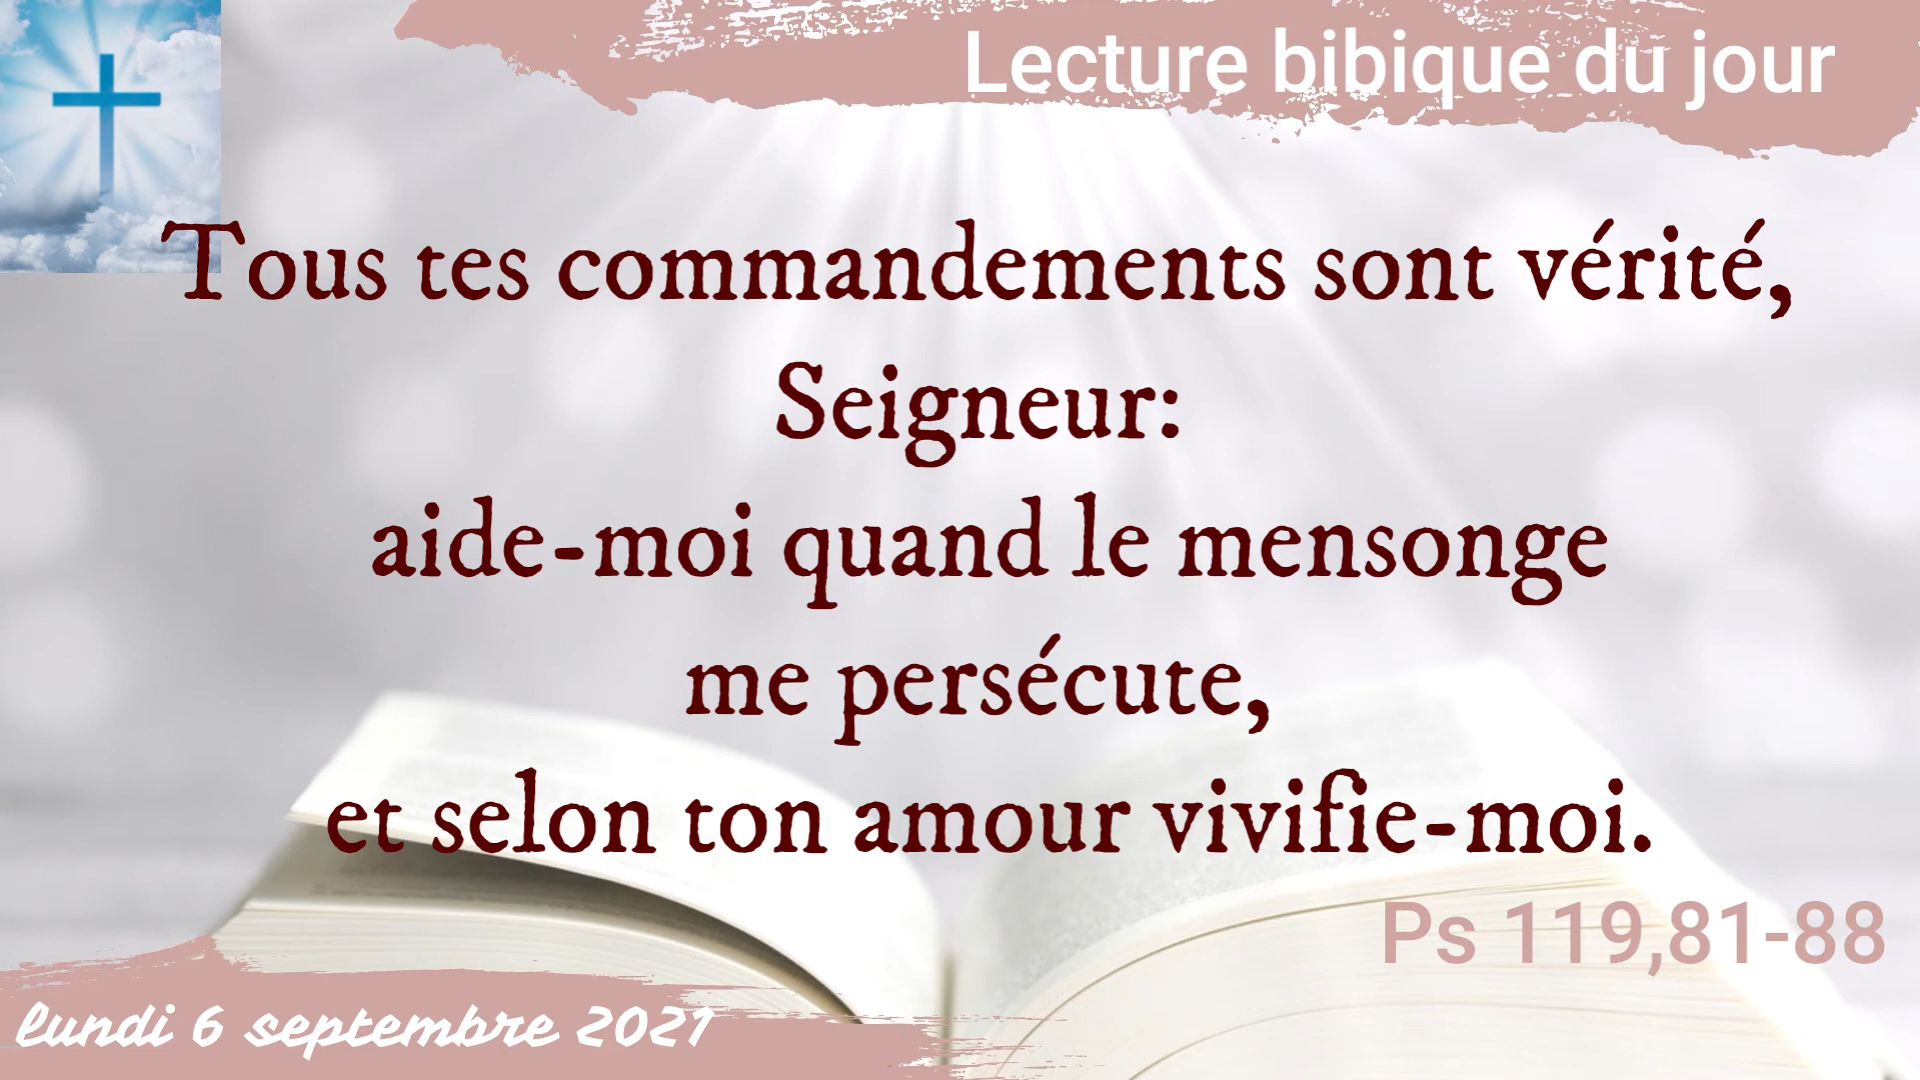 Lecture bibique du jour
Tous tes commandements sont vérité,
Seigneur:
aide-moi quand le mensonge
me persécute,
et selon ton amour vivifie-moi.
Ps 119,81-88
lundi 6 septembre 2021